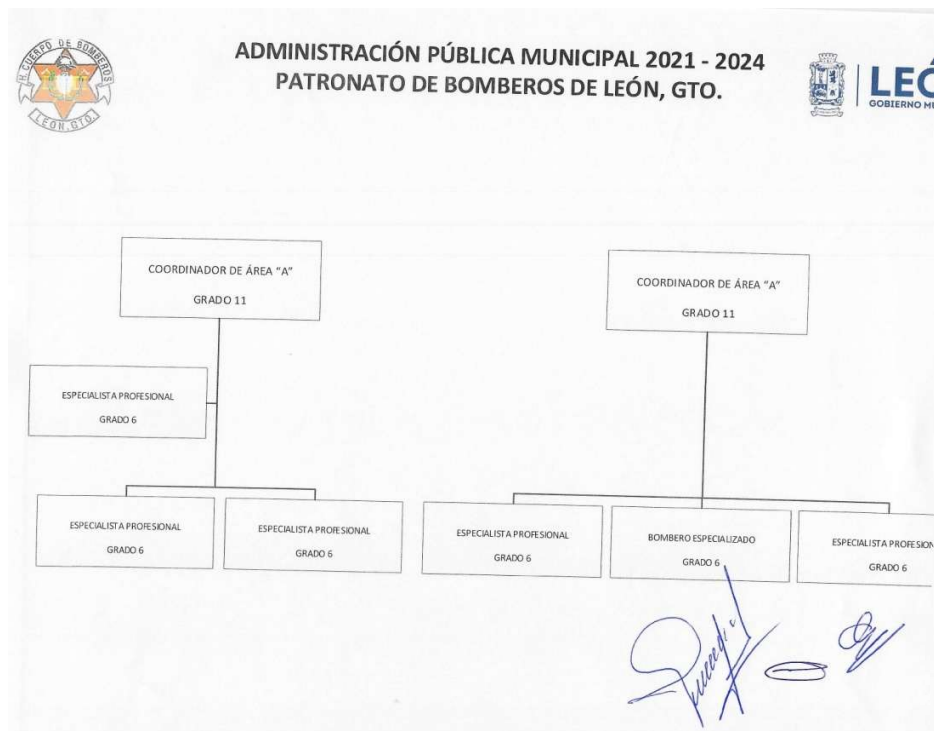 H. CUERPO DE BOMBEROS
LEON, GTO.
ADMINISTRACIÓN PÚBLICA MUNICIPAL 2021 - 2024
PATRONATO DE BOMBEROS DE LEÓN, GTO.
COORDINADOR DE ÁREA "A"
GRADO 11
COORDINADOR DE ÁREA "A"
GRADO 11
ESPECIALISTA PROFESIONAL
GRADO 6
ESPECIALISTA PROFESIONAL
GRADO 6
ESPECIALISTA PROFESIONAL
GRADO 6
ESPECIALISTA PROFESIONAL
GRADO 6
BOMBERO ESPECIALIZADO
GRADO 6
ESPECIALISTA PROFESION
GRADO 6
LEÓ
GOBIERNO MU